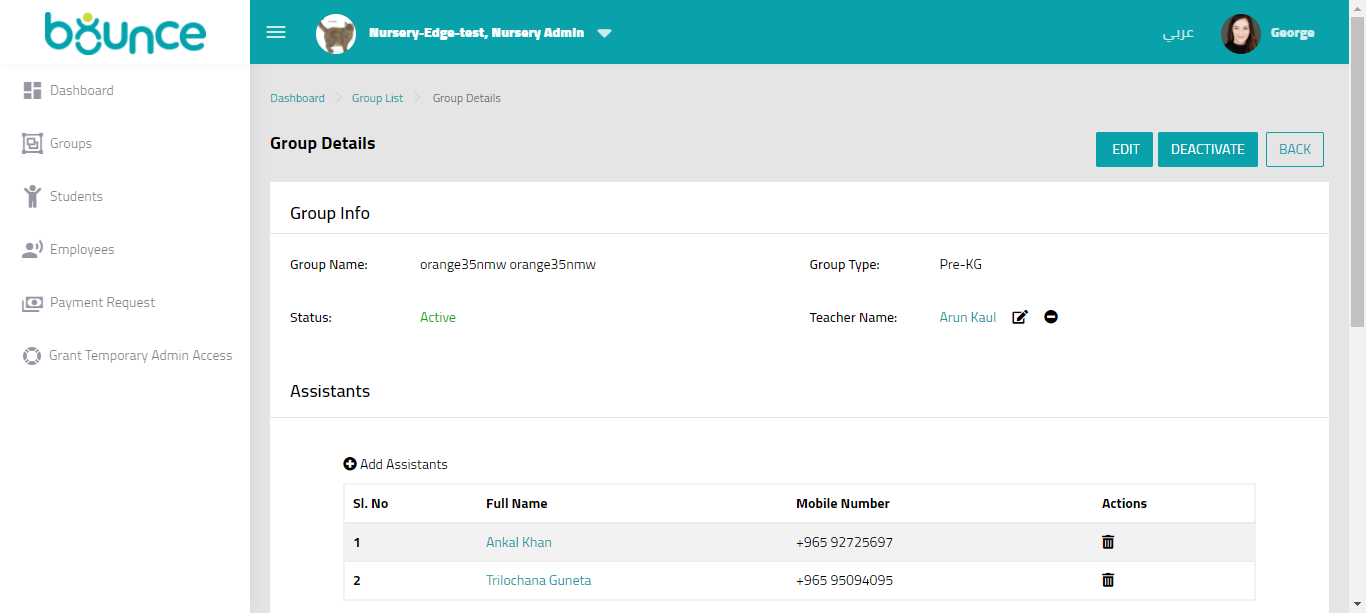 bounce
Nursery-Edge-test, Nursery Admin
عربي
George
Dashboard
Groups
Students
Employees
Payment Request
Grant Temporary Admin Access
Dashboard Group List Group Details
Group Details
EDIT DEACTIVATE BACK
Group Info
Group Name: orange35nmw orange35nmw Group Type: Pre-KG
Status: Active Teacher Name: Arun Kaul
Assistants
Add Assistants
Sl. No Full Name Mobile Number Actions
1 Ankal Khan +965 92725697
2 Trilochana Guneta +965 95094095